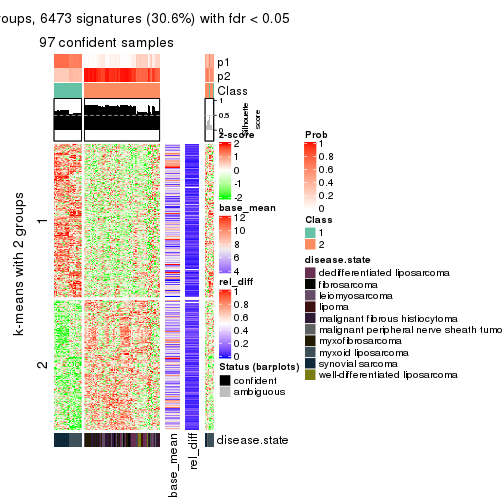 oups, 6473 signatures (30.6%) with fdr < 0.05
97 confident samples
p1
p2
Class
1
0.5
0
Silhouette
score
k-means with 2 groups
1
2
z-score
2
1
0
-1
-2
base_mean
12
10
8
6
4
rel_diff
1
0.8
0.6
0.4
0.2
0
Status (barplots)
confident
ambiguous
Prob
1
0.8
0.6
0.4
0.2
0
Class
1
2
disease.state
dedifferentiated liposarcoma
fibrosarcoma
leiomyosarcoma
lipoma
malignant fibrous histiocytoma
malignant peripheral nerve sheath tumo
myxofibrosarcoma
myxoid liposarcoma
synovial sarcoma
well-differentiated liposarcoma
disease.state
base_mean
rel_diff